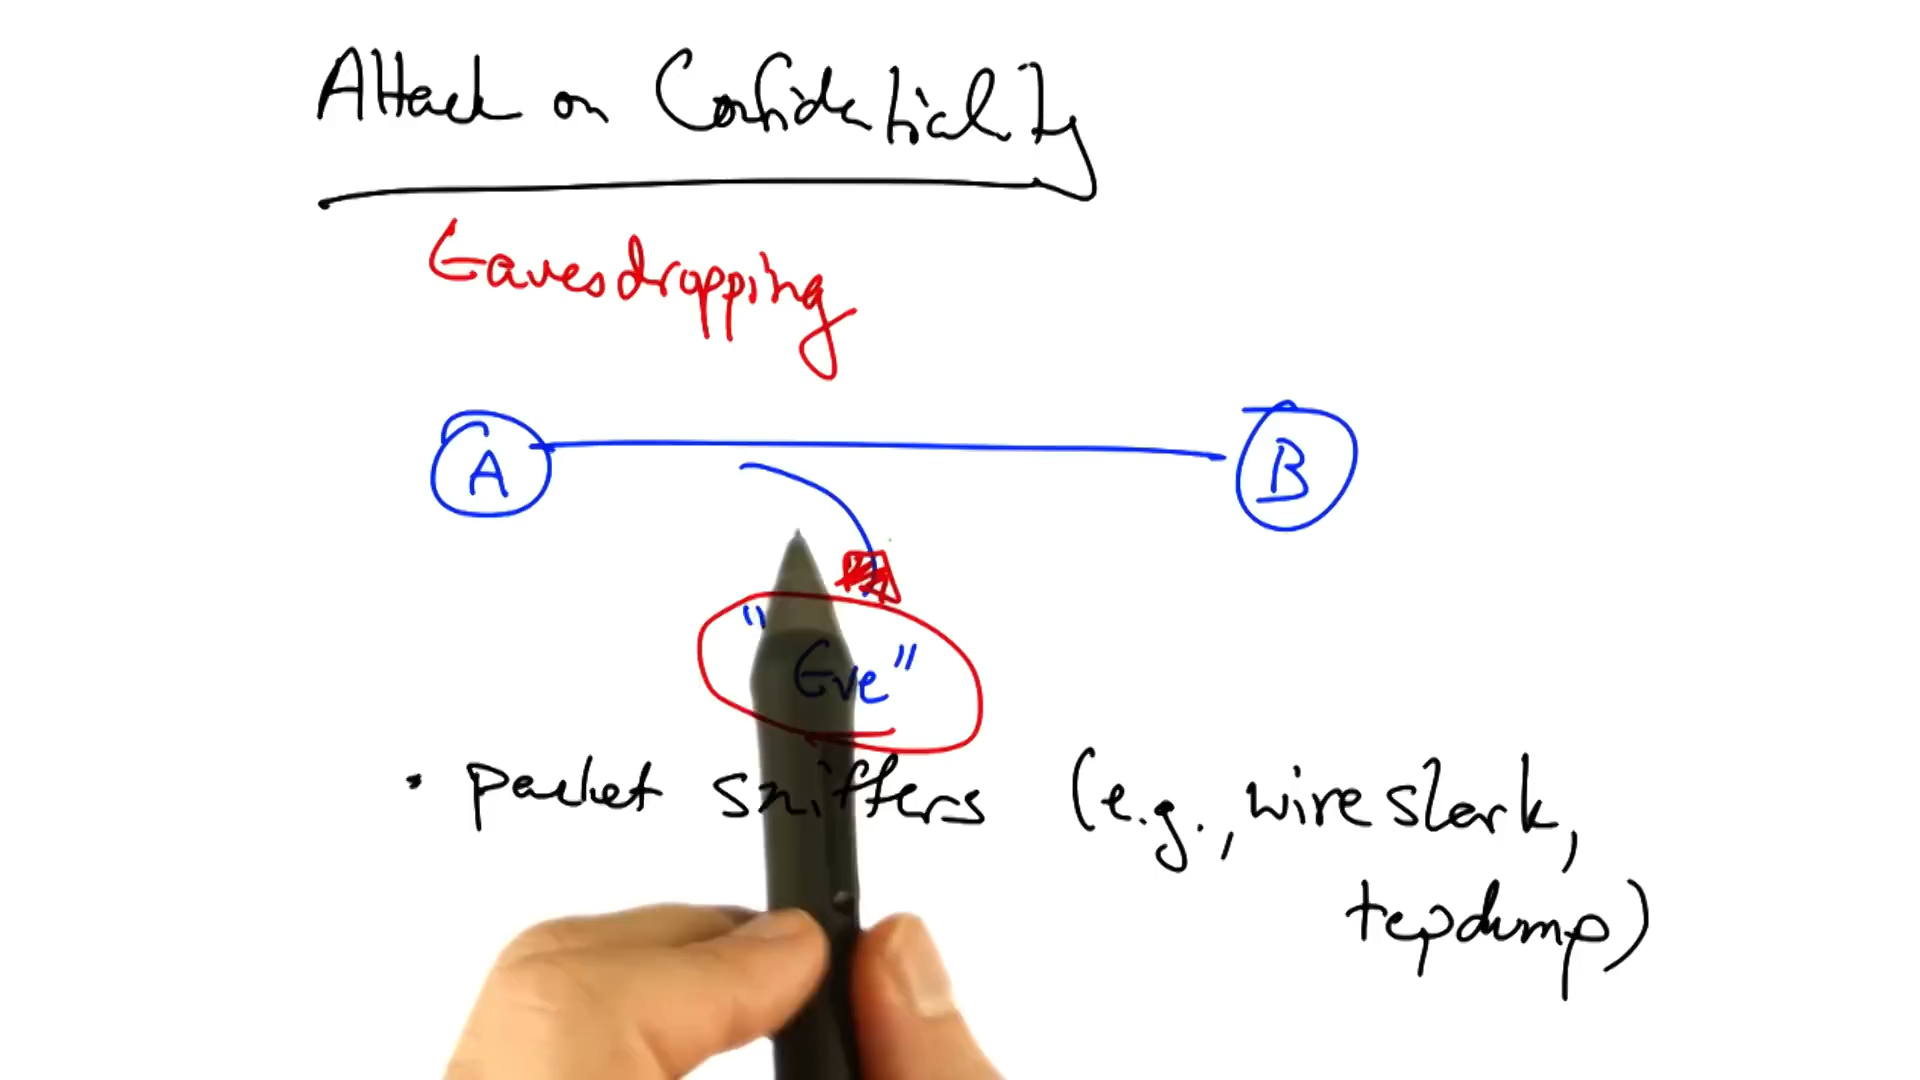 Attack on Confidentiality
Eavesdropping
A B
"Eve"
• packet sniffers (e.g., wireshark,
tcpdump)